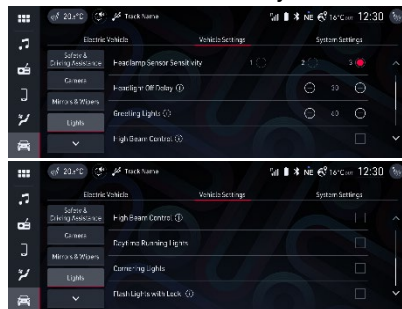 20.5°C Truck Name NE 16°C 12:30
Electric Vehicle Vehicle Settings System Settings
Safety &
Driving Assistance
Camera
Mirrors & Wipers
Lights
Headlamp Sensor Sensitivity 1 2 3
Headlight Off Delay 30
Greeting Lights 60
High Beam Control
20.5°C Truck Name NE 16°C 12:30
Electric Vehicle Vehicle Settings System Settings
Safety &
Driving Assistance
Camera
Mirrors & Wipers
Lights
High Beam Control
Daytime Running Lights
Cornering Lights
Flash Lights with Lock